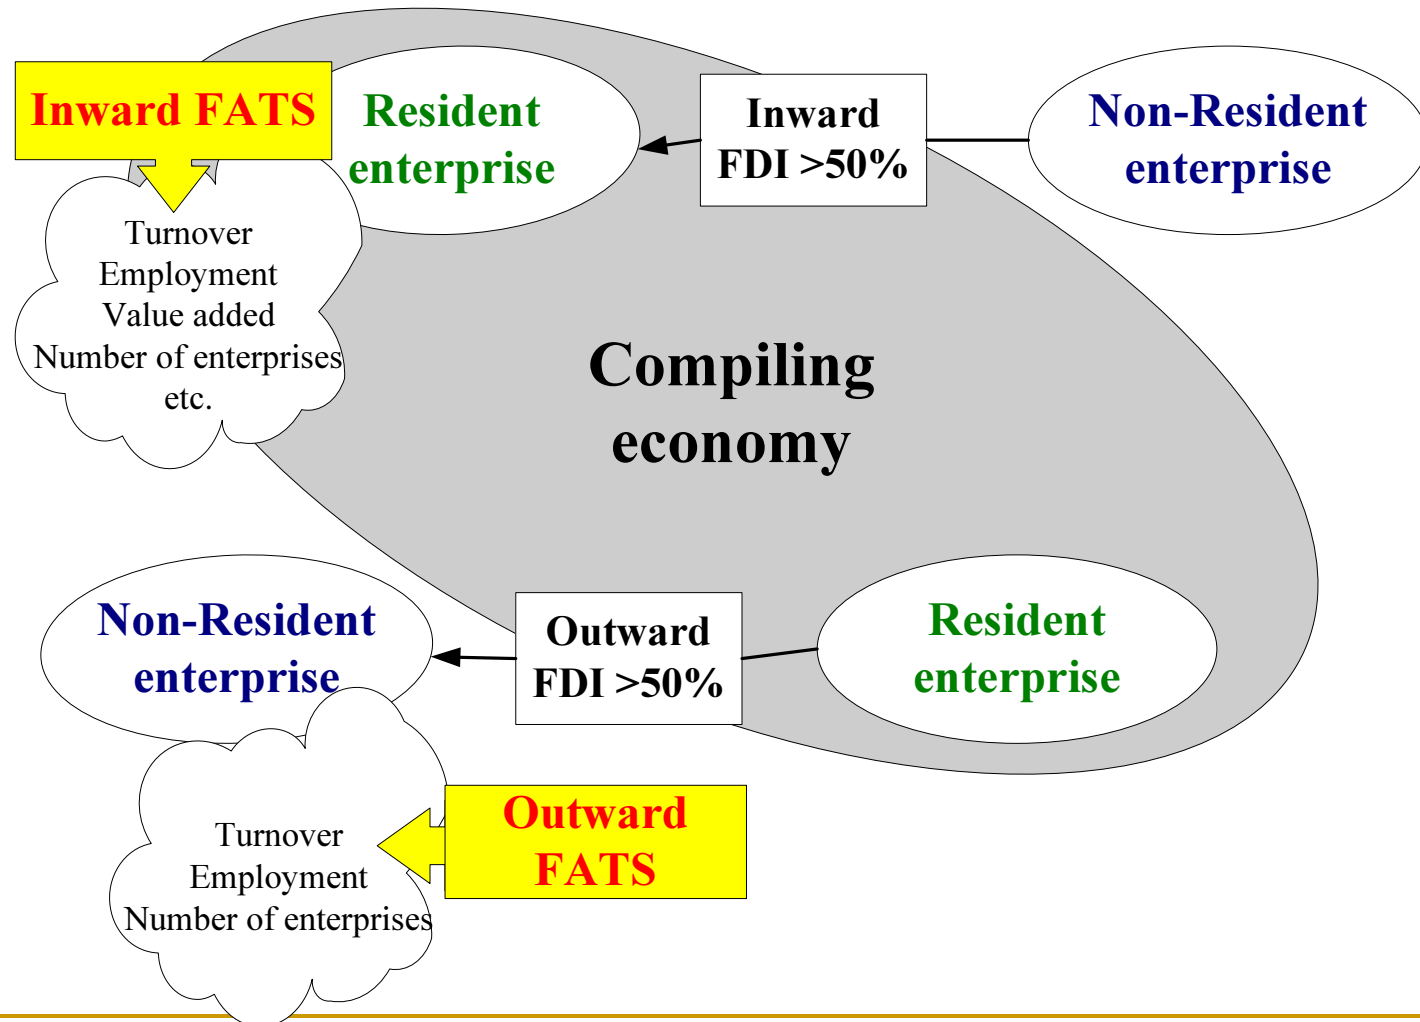 Inward FATS
Resident
enterprise
Inward
FDI >50%
Non-Resident
enterprise
Turnover
Employment
Value added
Number of enterprises
etc.
Compiling
economy
Non-Resident
enterprise
Outward
FDI >50%
Resident
enterprise
Turnover
Employment
Number of enterprises
Outward
FATS